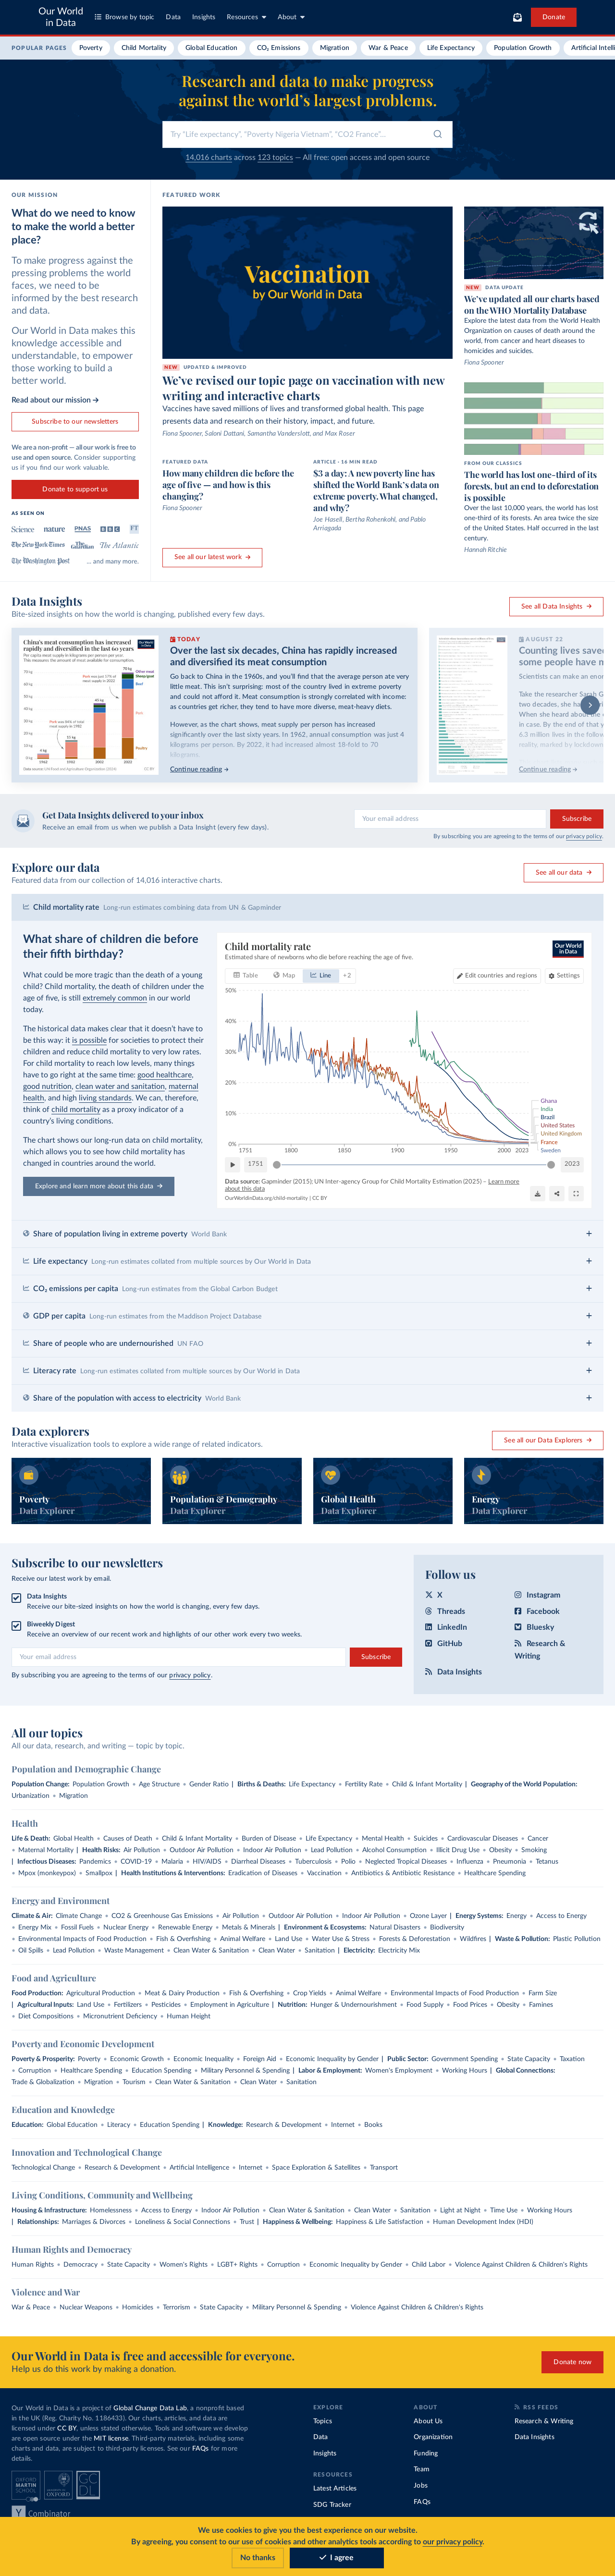 Our World
in Data
Browse by topic
Data
Insights
Resources
About
Donate
POPULAR PAGES
Poverty
Child Mortality
Global Education
CO₂ Emissions
Migration
War & Peace
Life Expectancy
Population Growth
Artificial Intelli
Research and data to make progress
against the world’s largest problems.
Try "Life expectancy", "Poverty Nigeria Vietnam", "CO2 France"...
14,016 charts across 123 topics — All free: open access and open source
OUR MISSION
What do we need to know
to make the world a better
place?
To make progress against the
pressing problems the world
faces, we need to be
informed by the best research
and data.
Our World in Data makes this
knowledge accessible and
understandable, to empower
those working to build a
better world.
Read about our mission →
Subscribe to our newsletters
We are a non-profit — all our work is free to
use and open source. Consider supporting
us if you find our work valuable.
Donate to support us
AS SEEN ON
Science
nature
PNAS
BBC
FT
The New York Times
The Guardian
The Atlantic
The Washington Post
... and many more.
FEATURED WORK
Vaccination
by Our World in Data
NEW UPDATED & IMPROVED
We’ve revised our topic page on vaccination with new
writing and interactive charts
Vaccines have saved millions of lives and transformed global health. This page
presents data and research on their history, impact, and future.
Fiona Spooner, Saloni Dattani, Samantha Vanderslott, and Max Roser
FEATURED DATA
How many children die before the
age of five — and how is this
changing?
Fiona Spooner
ARTICLE - 14 MIN READ
$3 a day: A new poverty line has
shifted the World Bank’s data on
extreme poverty. What changed,
and why?
Joe Hasell, Bertha Rohenkohl, and Pablo
Arriagada
See all our latest work →
NEW DATA UPDATE
We’ve updated all our charts based
on the WHO Mortality Database
Explore the latest data from the World Health
Organization on causes of death around the
world, from cancer and heart diseases to
homicides and suicides.
Fiona Spooner
FROM OUR CLASSICS
The world has lost one-third of its
forests, but an end to deforestation
is possible
Over the last 10,000 years, the world has lost
one-third of its forests. An area twice the size
of the United States. Half occurred in the last
century.
Hannah Ritchie
Data Insights
Bite-sized insights on how the world is changing, published every few days.
See all Data Insights →
China's meat consumption has increased
rapidly and diversified in the last 60 years
TODAY
Over the last six decades, China has rapidly increased
and diversified its meat consumption
Go back to China in the 1960s, and you’ll find that the average person ate very
little meat. This isn’t surprising: most of the country lived in extreme poverty
and could not afford it. Meat consumption is strongly correlated with income:
as countries get richer, they tend to have more diverse, meat-heavy diets.
However, as the chart shows, meat supply per person has increased
significantly over the last sixty years. In 1962, annual consumption was just 4
kilograms per person. By 2022, it had increased almost 18-fold to 70
kilograms.
Continue reading →
AUGUST 22
Counting lives save
some people have m
Scientists can make an e
Take the researcher Sarah G
two decades, she ha
When she heard about
in case. By the end of that y
6.3 million lives in the follow
reality, marked by lockdown
Continue reading →
Get Data Insights delivered to your inbox
Receive an email from us when we publish a Data Insight (every few days).
Your email address
Subscribe
By subscribing you are agreeing to the terms of our privacy policy.
Explore our data
Featured data from our collection of 14,016 interactive charts.
See all our data →
Child mortality rate Long-run estimates combining data from UN & Gapminder
What share of children die before
their fifth birthday?
What could be more tragic than the death of a young
child? Child mortality, the death of children under the
age of five, is still extremely common in our world
today.
The historical data makes clear that it doesn’t have to
be this way: it is possible for societies to protect their
children and reduce child mortality to very low rates.
For child mortality to reach low levels, many things
have to go right at the same time: good healthcare,
good nutrition, clean water and sanitation, maternal
health, and high living standards. We can, therefore,
think of child mortality as a proxy indicator of a
country’s living conditions.
The chart shows our long-run data on child mortality,
which allows you to see how child mortality has
changed in countries around the world.
Explore and learn more about this data →
Child mortality rate
Estimated share of newborns who die before reaching the age of five.
Our World
in Data
Table
Map
Line
+2
Edit countries and regions
Settings
50%
40%
30%
20%
10%
0%
1751
1800
1850
1900
1950
2000
2023
Ghana
India
Brazil
United States
United Kingdom
France
Sweden
1751
2023
Data source: Gapminder (2015); UN Inter-agency Group for Child Mortality Estimation (2025) – Learn more
about this data
OurWorldinData.org/child-mortality | CC BY
Share of population living in extreme poverty World Bank
Life expectancy Long-run estimates collated from multiple sources by Our World in Data
CO₂ emissions per capita Long-run estimates from the Global Carbon Budget
GDP per capita Long-run estimates from the Maddison Project Database
Share of people who are undernourished UN FAO
Literacy rate Long-run estimates collated from multiple sources by Our World in Data
Share of the population with access to electricity World Bank
Data explorers
Interactive visualization tools to explore a wide range of related indicators.
See all our Data Explorers →
Poverty
Data Explorer
Population & Demography
Data Explorer
Global Health
Data Explorer
Energy
Data Explorer
Subscribe to our newsletters
Receive our latest work by email.
Data Insights
Receive our bite-sized insights on how the world is changing, every few days.
Biweekly Digest
Receive an overview of our recent work and highlights of our other work every two weeks.
Your email address
Subscribe
By subscribing you are agreeing to the terms of our privacy policy.
Follow us
X
Instagram
Threads
Facebook
LinkedIn
Bluesky
GitHub
Research &
Writing
Data Insights
All our topics
All our data, research, and writing — topic by topic.
Population and Demographic Change
Population Change: Population Growth • Age Structure • Gender Ratio | Births & Deaths: Life Expectancy • Fertility Rate • Child & Infant Mortality | Geography of the World Population:
Urbanization • Migration
Health
Life & Death: Global Health • Causes of Death • Child & Infant Mortality • Burden of Disease • Life Expectancy • Mental Health • Suicides • Cardiovascular Diseases • Cancer
• Maternal Mortality | Health Risks: Air Pollution • Outdoor Air Pollution • Indoor Air Pollution • Lead Pollution • Alcohol Consumption • Illicit Drug Use • Obesity • Smoking
| Infectious Diseases: Pandemics • COVID-19 • Malaria • HIV/AIDS • Diarrheal Diseases • Tuberculosis • Polio • Neglected Tropical Diseases • Influenza • Pneumonia • Tetanus
• Mpox (monkeypox) • Smallpox | Health Institutions & Interventions: Eradication of Diseases • Vaccination • Antibiotics & Antibiotic Resistance • Healthcare Spending
Energy and Environment
Climate & Air: Climate Change • CO2 & Greenhouse Gas Emissions • Air Pollution • Outdoor Air Pollution • Indoor Air Pollution • Ozone Layer | Energy Systems: Energy • Access to Energy
• Energy Mix • Fossil Fuels • Nuclear Energy • Renewable Energy • Metals & Minerals | Environment & Ecosystems: Natural Disasters • Biodiversity
• Environmental Impacts of Food Production • Fish & Overfishing • Animal Welfare • Land Use • Water Use & Stress • Forests & Deforestation • Wildfires | Waste & Pollution: Plastic Pollution
• Oil Spills • Lead Pollution • Waste Management • Clean Water & Sanitation • Clean Water • Sanitation | Electricity: Electricity Mix
Food and Agriculture
Food Production: Agricultural Production • Meat & Dairy Production • Fish & Overfishing • Crop Yields • Animal Welfare • Environmental Impacts of Food Production • Farm Size
| Agricultural Inputs: Land Use • Fertilizers • Pesticides • Employment in Agriculture | Nutrition: Hunger & Undernourishment • Food Supply • Food Prices • Obesity • Famines
• Diet Compositions • Micronutrient Deficiency • Human Height
Poverty and Economic Development
Poverty & Prosperity: Poverty • Economic Growth • Economic Inequality • Foreign Aid • Economic Inequality by Gender | Public Sector: Government Spending • State Capacity • Taxation
• Corruption • Healthcare Spending • Education Spending • Military Personnel & Spending | Labor & Employment: Women's Employment • Working Hours | Global Connections:
Trade & Globalization • Migration • Tourism • Clean Water & Sanitation • Clean Water • Sanitation
Education and Knowledge
Education: Global Education • Literacy • Education Spending | Knowledge: Research & Development • Internet • Books
Innovation and Technological Change
Technological Change • Research & Development • Artificial Intelligence • Internet • Space Exploration & Satellites • Transport
Living Conditions, Community and Wellbeing
Housing & Infrastructure: Homelessness • Access to Energy • Indoor Air Pollution • Clean Water & Sanitation • Clean Water • Sanitation • Light at Night • Time Use • Working Hours
| Relationships: Marriages & Divorces • Loneliness & Social Connections • Trust | Happiness & Wellbeing: Happiness & Life Satisfaction • Human Development Index (HDI)
Human Rights and Democracy
Human Rights • Democracy • State Capacity • Women's Rights • LGBT+ Rights • Corruption • Economic Inequality by Gender • Child Labor • Violence Against Children & Children's Rights
Violence and War
War & Peace • Nuclear Weapons • Homicides • Terrorism • State Capacity • Military Personnel & Spending • Violence Against Children & Children's Rights
Our World in Data is free and accessible for everyone.
Help us do this work by making a donation.
Donate now
Our World in Data is a project of Global Change Data Lab, a nonprofit based
in the UK (Reg. Charity No. 1186433). Our charts, articles, and data are
licensed under CC BY, unless stated otherwise. Tools and software we develop
are open source under the MIT license. Third-party materials, including some
charts and data, are subject to third-party licenses. See our FAQs for more
details.
OXFORD
MARTIN
SCHOOL
UNIVERSITY OF
OXFORD
GC
DL
Y Combinator
EXPLORE
Topics
Data
Insights
RESOURCES
Latest Articles
SDG Tracker
ABOUT
About Us
Organization
Funding
Team
Jobs
FAQs
RSS FEEDS
Research & Writing
Data Insights
We use cookies to give you the best experience on our website.
By agreeing, you consent to our use of cookies and other analytics tools according to our privacy policy.
No thanks
I agree